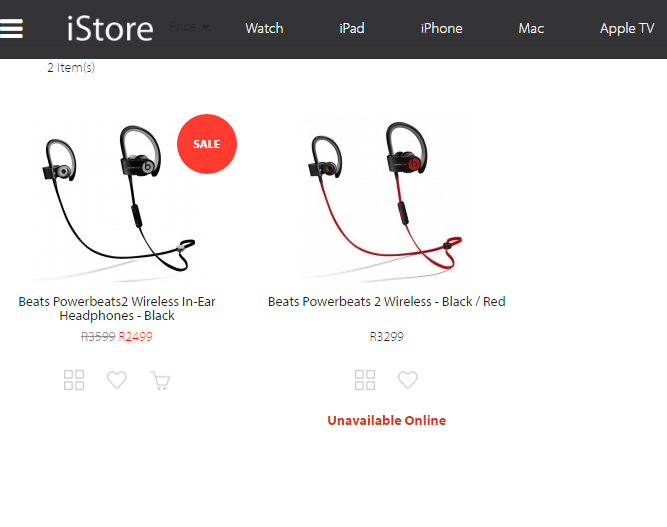 iStore
Price
Watch
iPad
iPhone
Mac
Apple TV
2 Item(s)
SALE
Beats Powerbeats2 Wireless In-Ear
Headphones - Black
R3599 R2499
Beats Powerbeats 2 Wireless - Black / Red
R3299
Unavailable Online